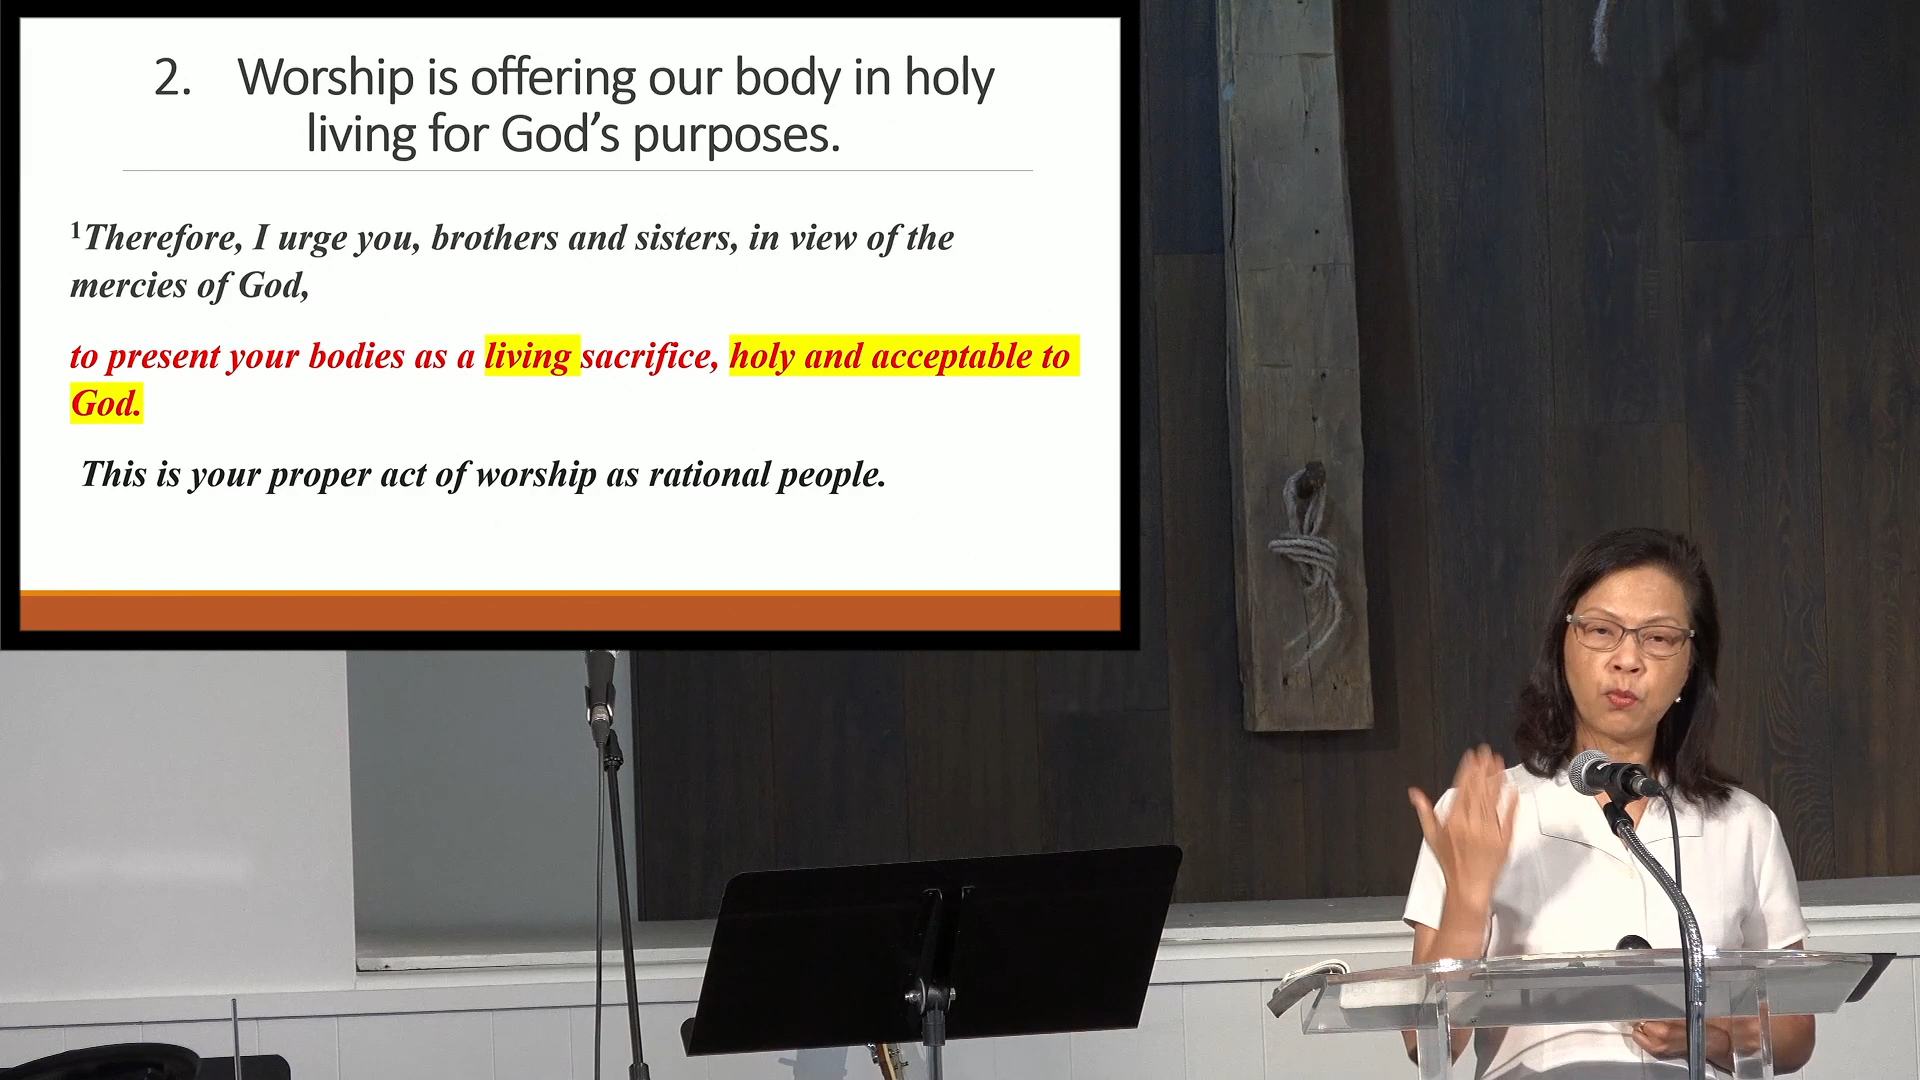 2. Worship is offering our body in holy
living for God’s purposes.
1Therefore, I urge you, brothers and sisters, in view of the
mercies of God,
to present your bodies as a living sacrifice, holy and acceptable to
God.
This is your proper act of worship as rational people.